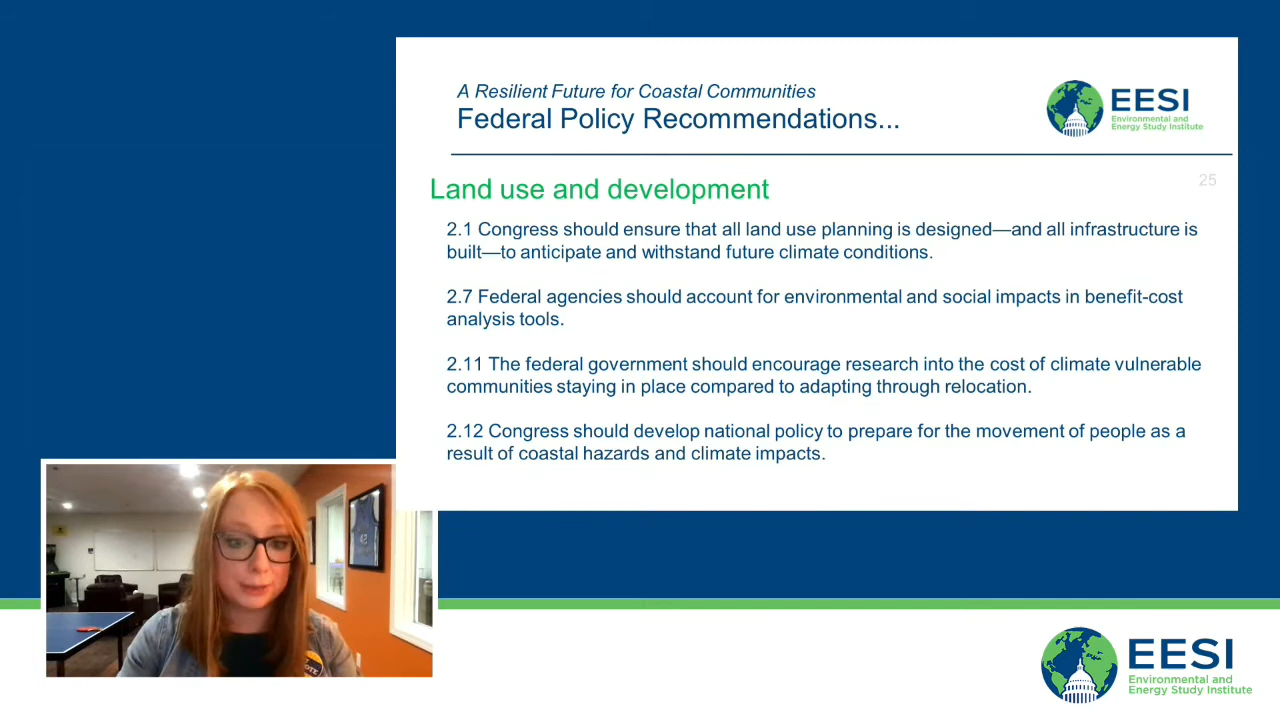 A Resilient Future for Coastal Communities
Federal Policy Recommendations...
EESI
Environmental and
Energy Study Institute
25
Land use and development
2.1 Congress should ensure that all land use planning is designed—and all infrastructure is
built—to anticipate and withstand future climate conditions.
2.7 Federal agencies should account for environmental and social impacts in benefit-cost
analysis tools.
2.11 The federal government should encourage research into the cost of climate vulnerable
communities staying in place compared to adapting through relocation.
2.12 Congress should develop national policy to prepare for the movement of people as a
result of coastal hazards and climate impacts.
EESI
Environmental and
Energy Study Institute